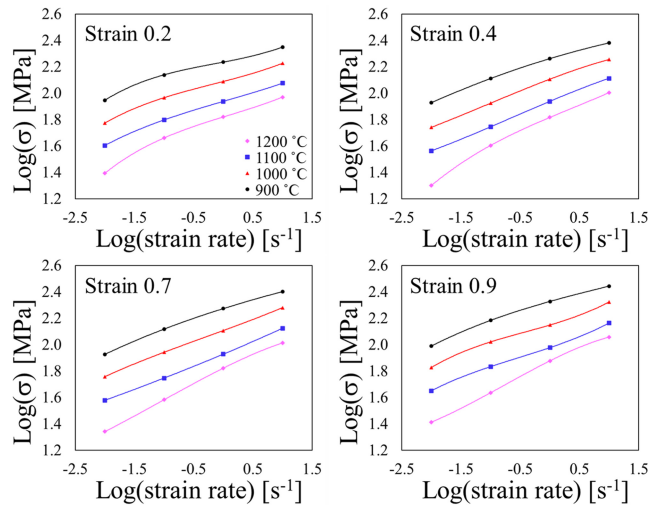 2.6
2.4
2.2
2.0
1.8
1.6
1.4
1.2
Log(σ) [MPa]
Strain 0.2
1200 ˚C
1100 ˚C
1000 ˚C
900 ˚C
-2.5 -1.5 -0.5 0.5 1.5
Log(strain rate) [s⁻¹]
2.6
2.4
2.2
2.0
1.8
1.6
1.4
1.2
Log(σ) [MPa]
Strain 0.4
-2.5 -1.5 -0.5 0.5 1.5
Log(strain rate) [s⁻¹]
2.6
2.4
2.2
2.0
1.8
1.6
1.4
1.2
Log(σ) [MPa]
Strain 0.7
-2.5 -1.5 -0.5 0.5 1.5
Log(strain rate) [s⁻¹]
2.6
2.4
2.2
2.0
1.8
1.6
1.4
1.2
Log(σ) [MPa]
Strain 0.9
-2.5 -1.5 -0.5 0.5 1.5
Log(strain rate) [s⁻¹]